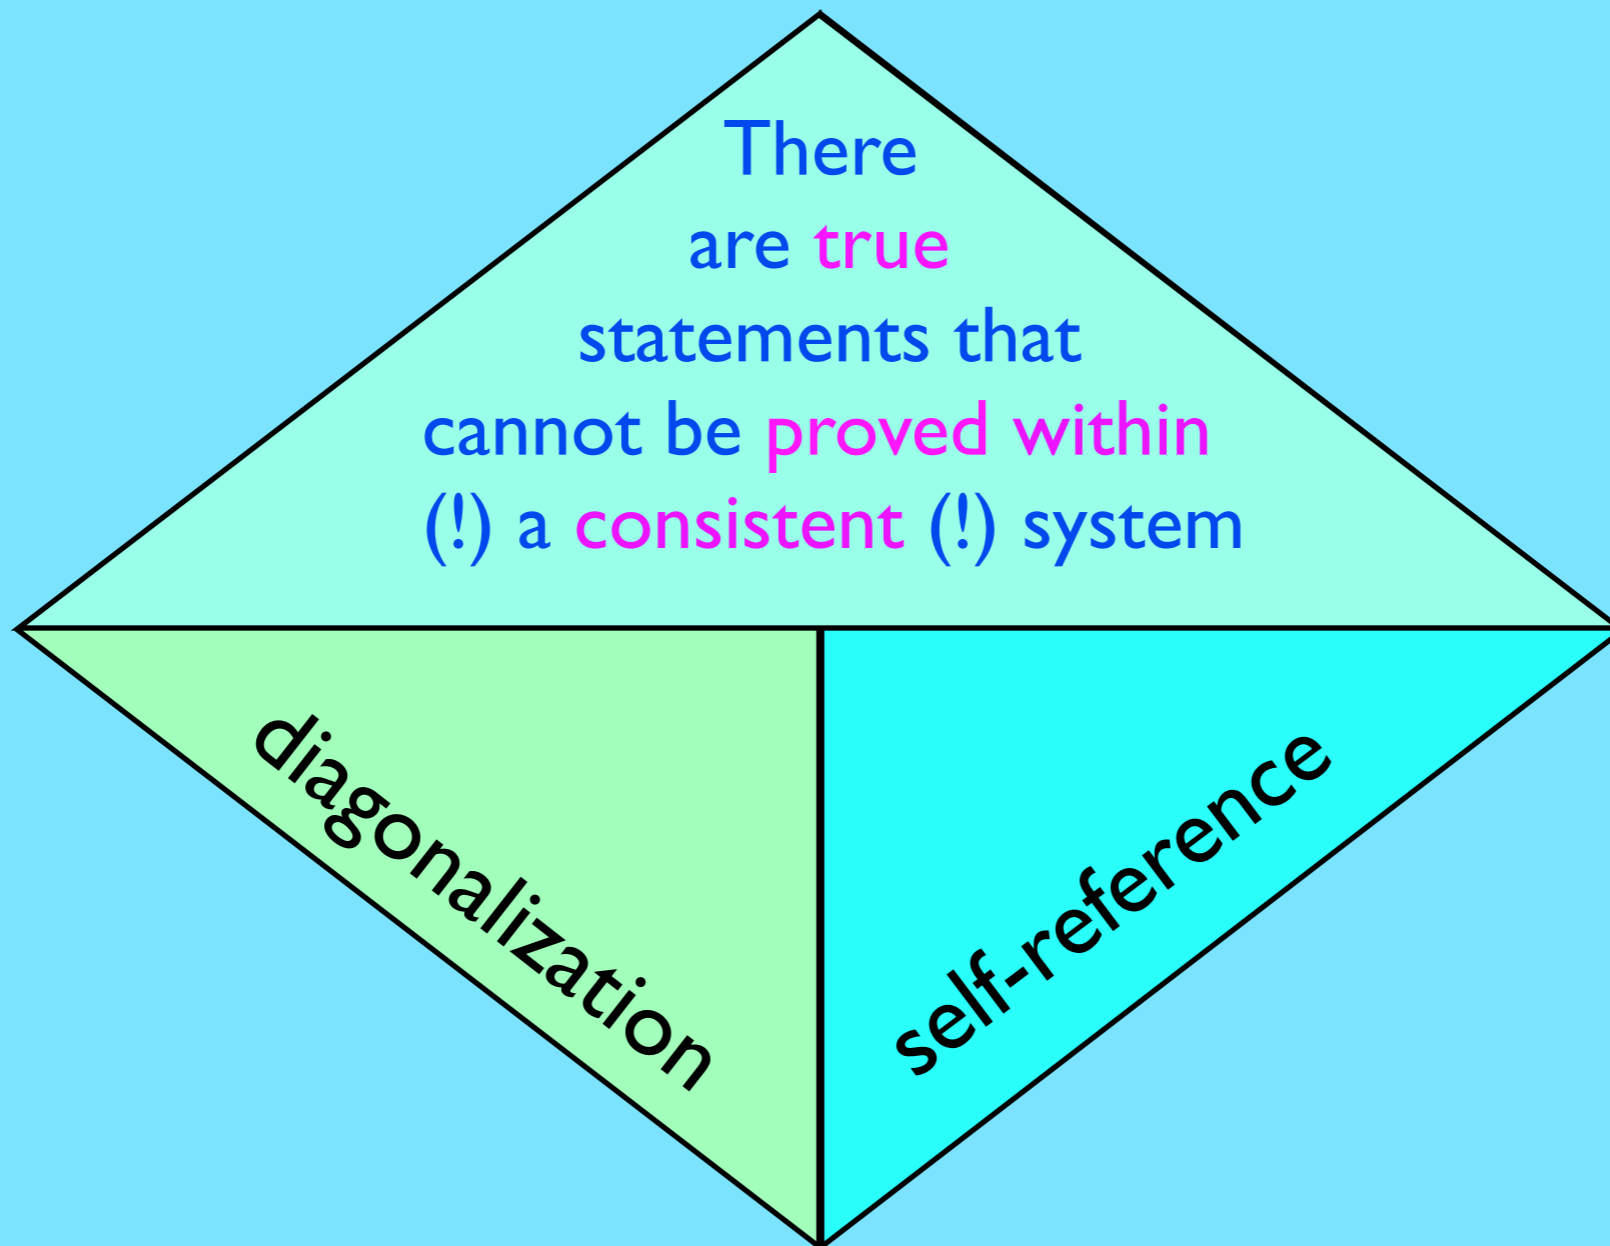 There
are true
statements that
cannot be proved within
(!) a consistent (!) system
diagonalization
self-reference